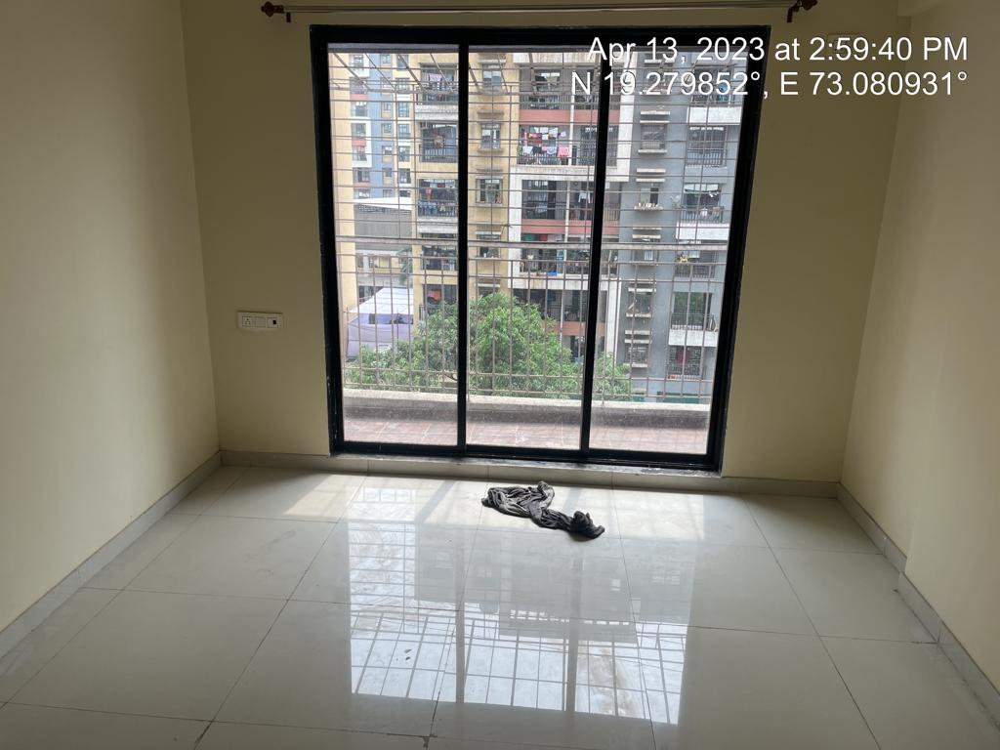 Apr 13, 2023 at 2:59:40 PM
N 19.279852°, E 73.080931°